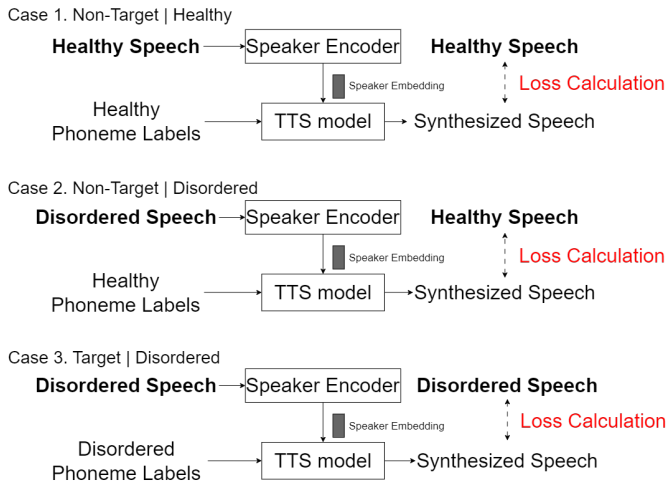 Case 1. Non-Target | Healthy
Healthy Speech
Speaker Encoder
Healthy Speech
Speaker Embedding
Loss Calculation
Healthy
Phoneme Labels
TTS model
Synthesized Speech
Case 2. Non-Target | Disordered
Disordered Speech
Speaker Encoder
Healthy Speech
Speaker Embedding
Loss Calculation
Healthy
Phoneme Labels
TTS model
Synthesized Speech
Case 3. Target | Disordered
Disordered Speech
Speaker Encoder
Disordered Speech
Speaker Embedding
Loss Calculation
Disordered
Phoneme Labels
TTS model
Synthesized Speech